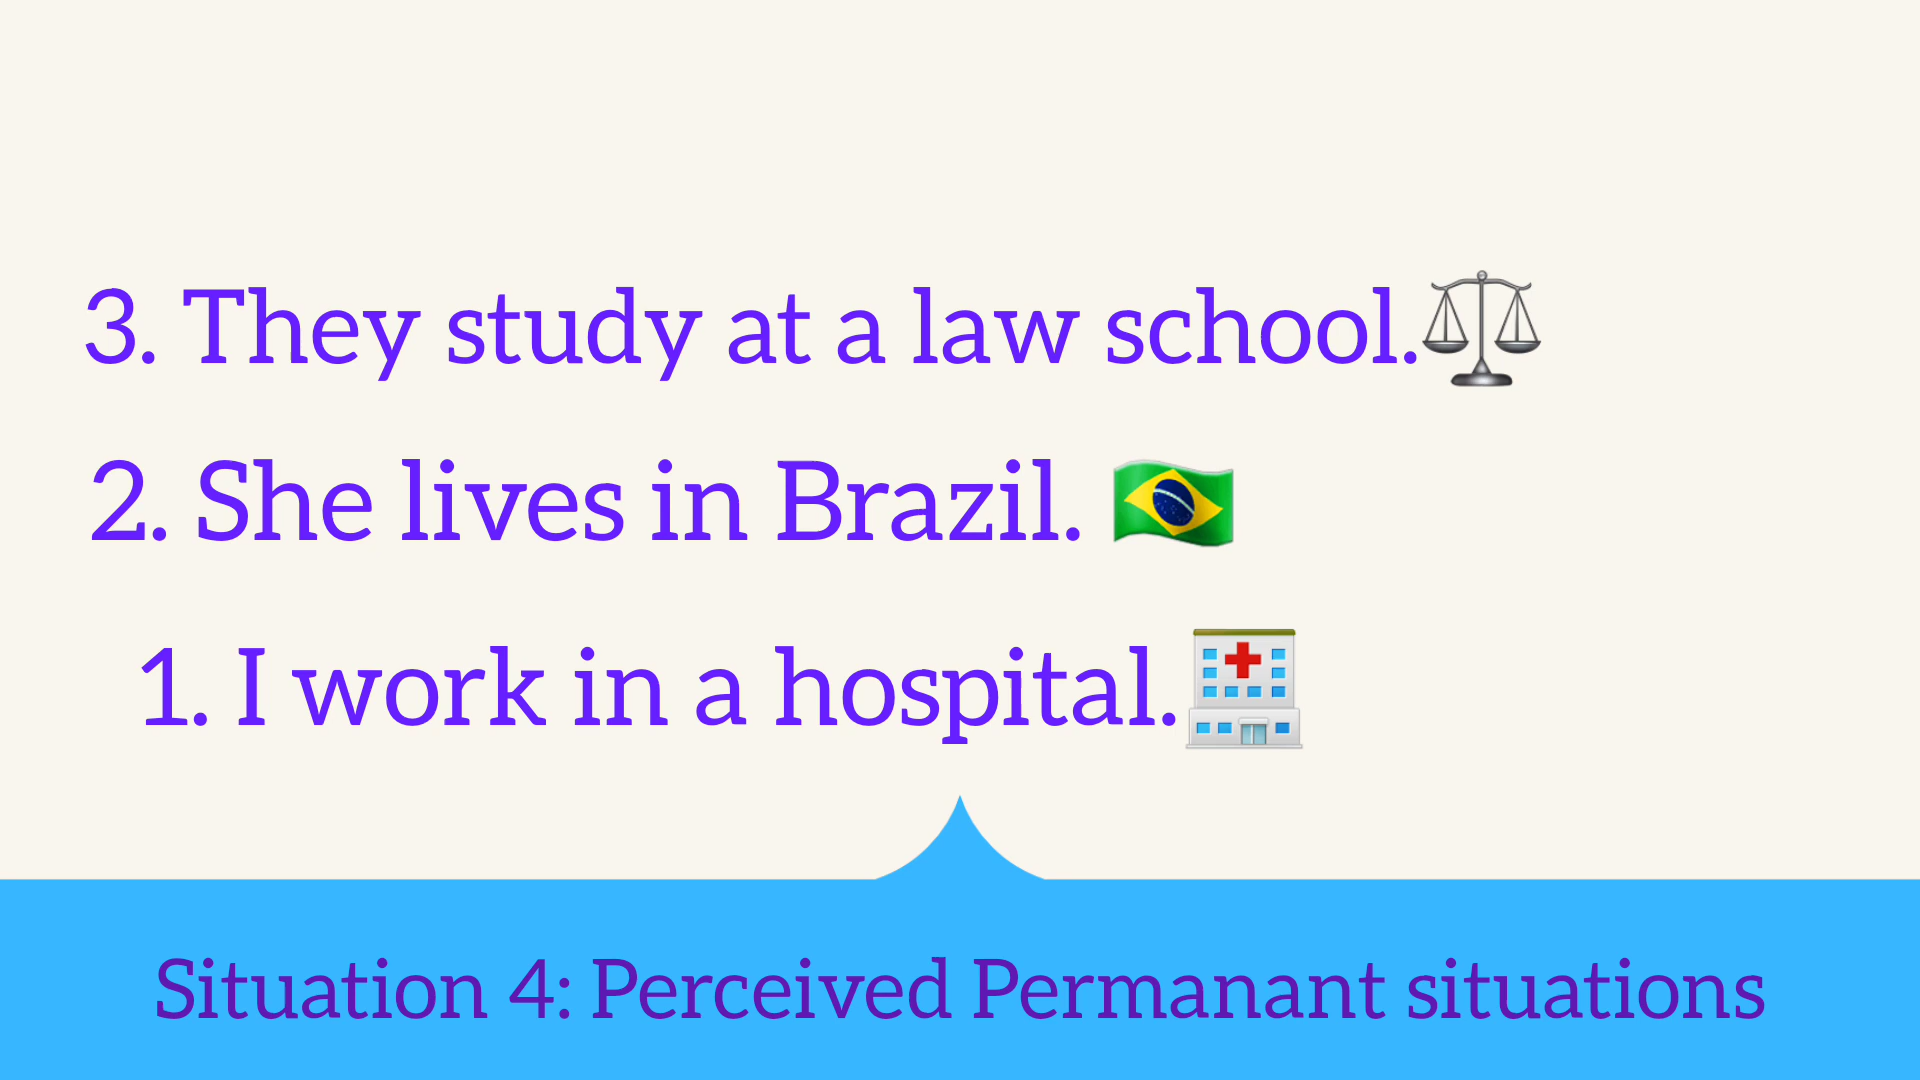 3. They study at a law school.
2. She lives in Brazil.
1. I work in a hospital.
Situation 4: Perceived Permanant situations